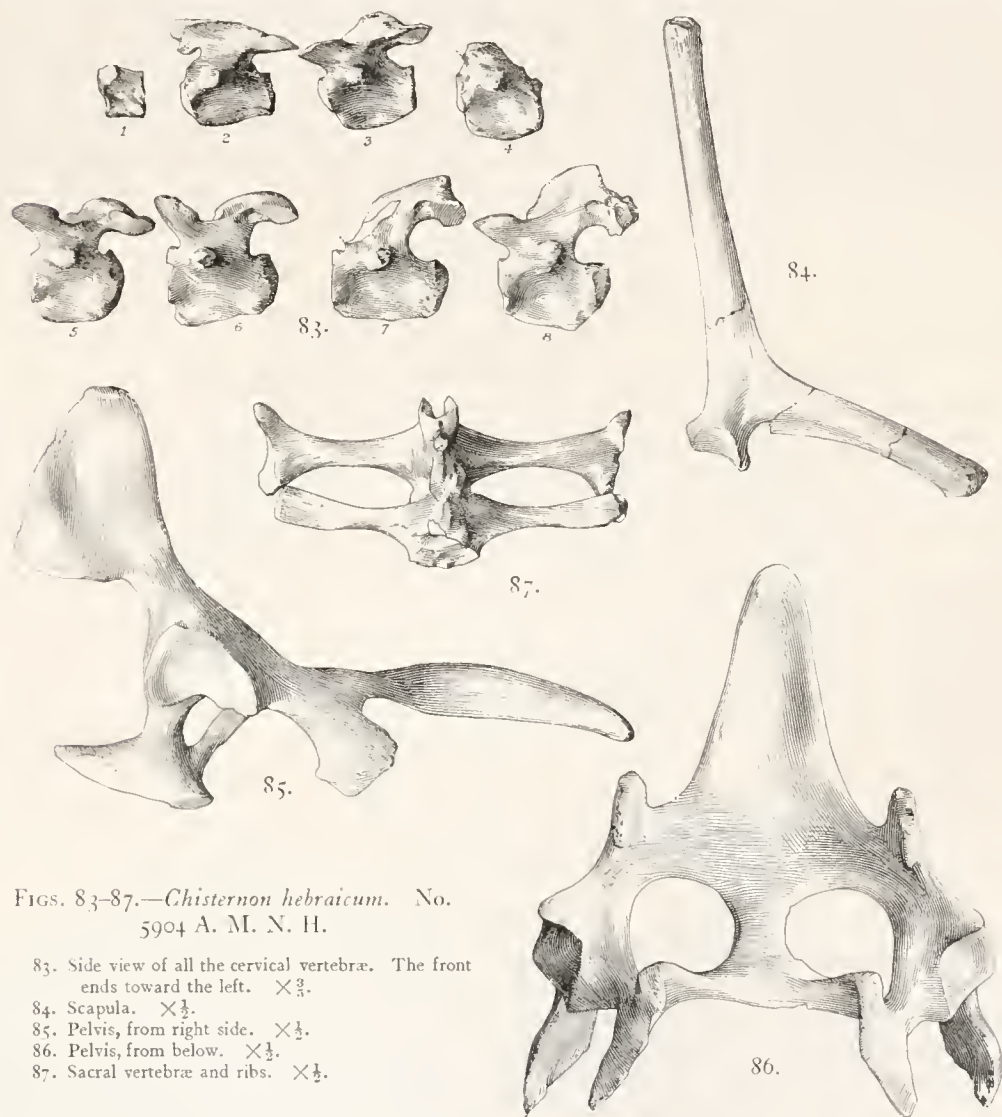 1 2 3 4
84.
5 6 83. 7 8
87.
85.
FIGS. 83–87.—Chisternon hebraicum. No.
5904 A. M. N. H.
83. Side view of all the cervical vertebræ. The front
ends toward the left.
84. Scapula. ×½.
85. Pelvis, from right side. ×½.
86. Pelvis, from below. ×½.
87. Sacral vertebræ and ribs. ×½.
86.